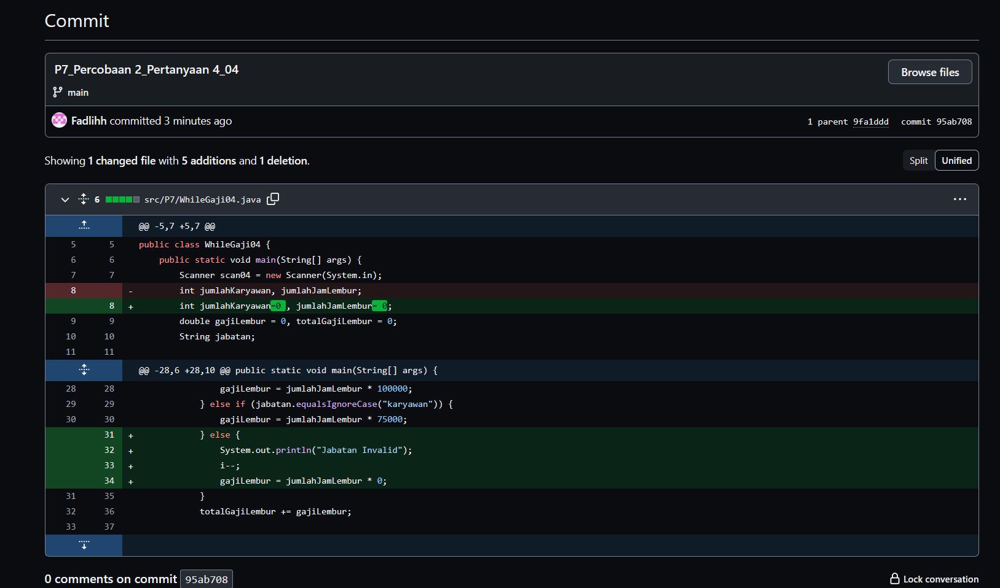 Commit
P7_Percobaan 2_Pertanyaan 4_04
Browse files
main
Fadlihh committed 3 minutes ago
1 parent 9fa1ddd commit 95ab708
Showing 1 changed file with 5 additions and 1 deletion.
Split Unified
6 src/P7/WhileGaji04.java
@@ -5,7 +5,7 @@
5 5 public class WhileGaji04 {
6 6 public static void main(String[] args) {
7 7 Scanner scan04 = new Scanner(System.in);
8 - int jumlahKaryawan, jumlahJamLembur;
8 + int jumlahKaryawan=0 , jumlahJamLembur= 0;
9 9 double gajiLembur = 0, totalGajiLembur = 0;
10 10 String jabatan;
11 11
@@ -28,6 +28,10 @@ public static void main(String[] args) {
28 28 gajiLembur = jumlahJamLembur * 100000;
29 29 } else if (jabatan.equalsIgnoreCase("karyawan")) {
30 30 gajiLembur = jumlahJamLembur * 75000;
31 + } else {
32 + System.out.println("Jabatan Invalid");
33 + i--;
34 + gajiLembur = jumlahJamLembur * 0;
31 35 }
32 36 totalGajiLembur += gajiLembur;
33 37
0 comments on commit 95ab708
Lock conversation